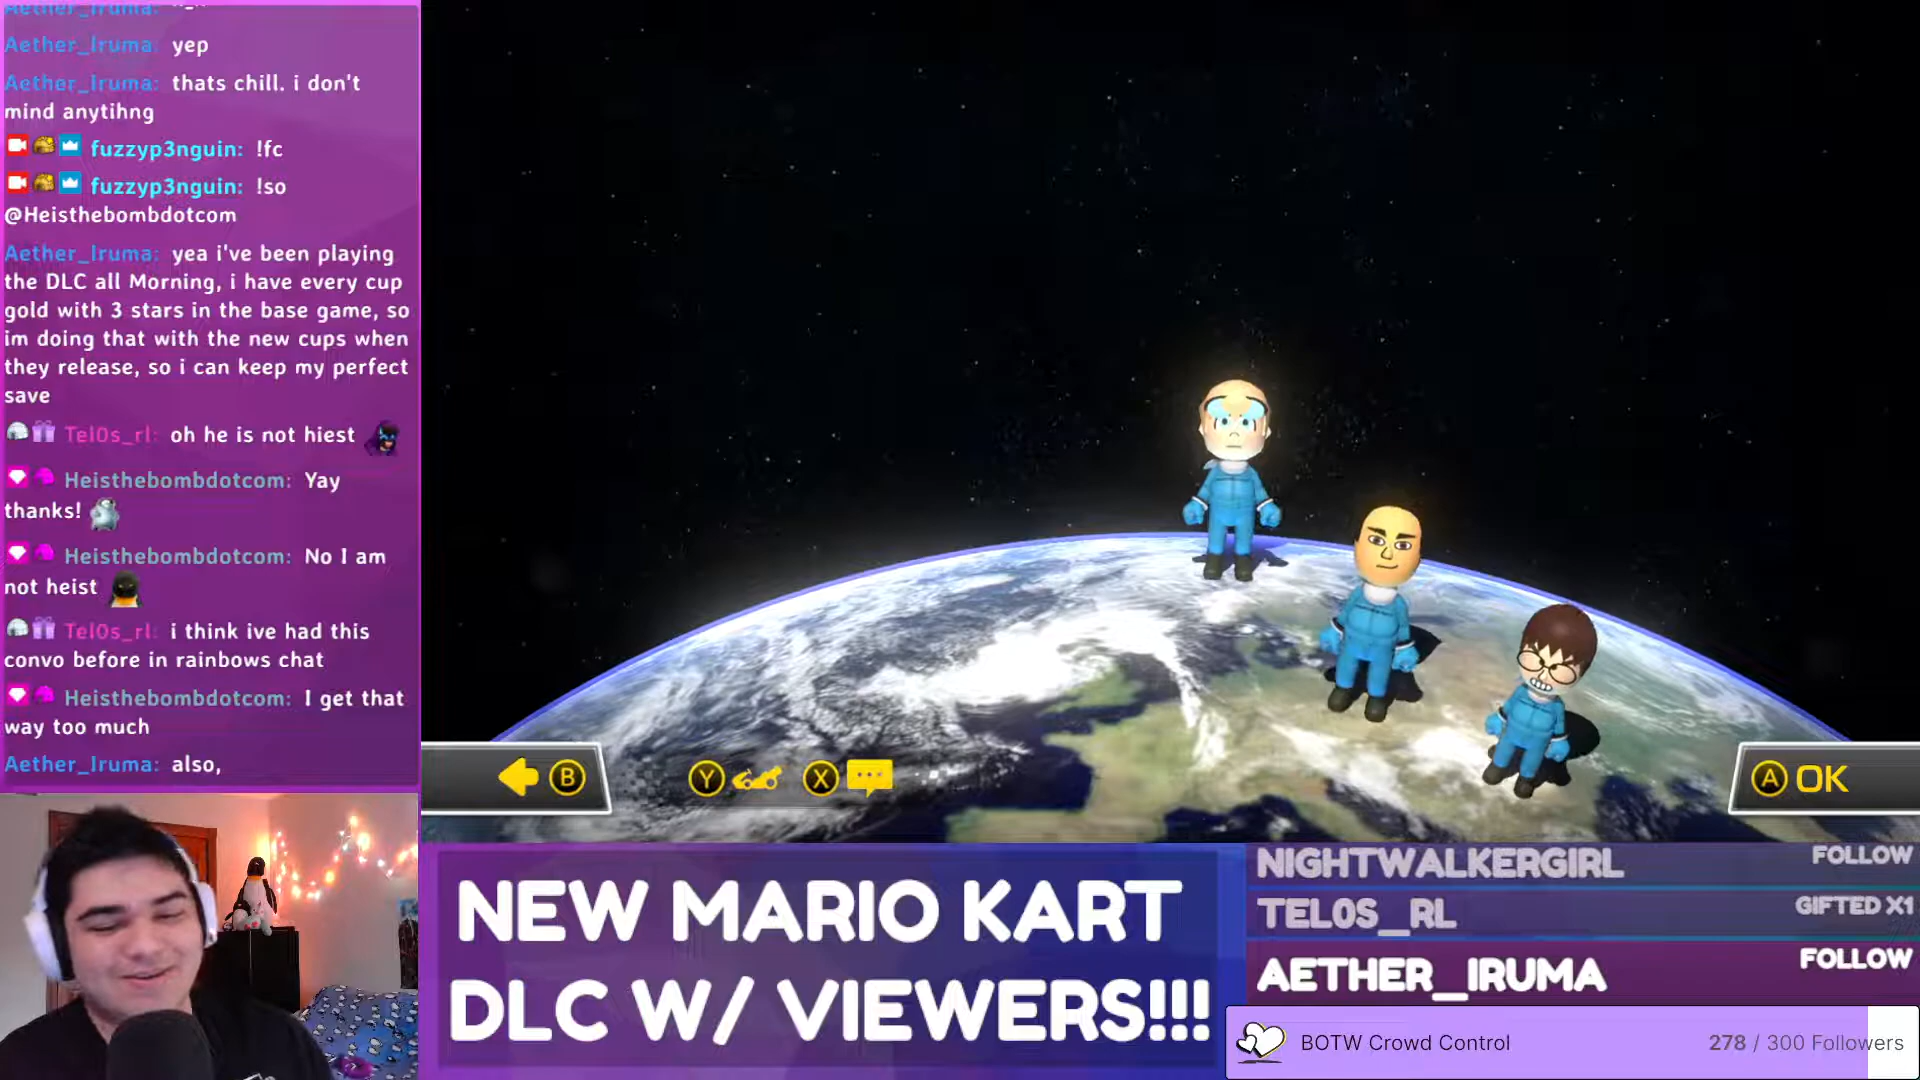 Aether_Iruma: ^-^
Aether_Iruma: yep
Aether_Iruma: thats chill. i don't
mind anytihng
fuzzyp3nguin: !fc
fuzzyp3nguin: !so
@Heisthebombdotcom
Aether_Iruma: yea i've been playing
the DLC all Morning, i have every cup
gold with 3 stars in the base game, so
im doing that with the new cups when
they release, so i can keep my perfect
save
Tel0s_rl: oh he is not hiest
Heisthebombdotcom: Yay
thanks!
Heisthebombdotcom: No I am
not heist
Tel0s_rl: i think ive had this
convo before in rainbows chat
Heisthebombdotcom: I get that
way too much
Aether_Iruma: also,
B
Y
X
A OK
NEW MARIO KART
DLC W/ VIEWERS!!!
NIGHTWALKERGIRL FOLLOW
TEL0S_RL GIFTED X1
AETHER_IRUMA FOLLOW
BOTW Crowd Control 278 / 300 Followers